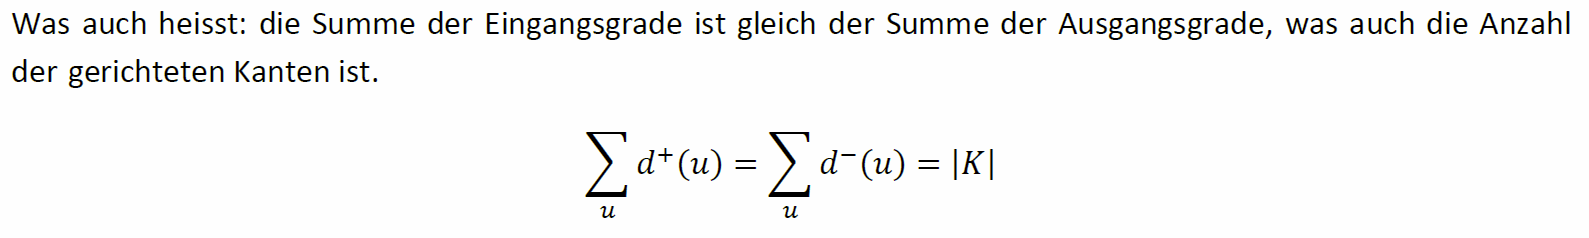 Was auch heisst: die Summe der Eingangsgrade ist gleich der Summe der Ausgangsgrade, was auch die Anzahl
der gerichteten Kanten ist.
∑ d⁺(u) = ∑ d⁻(u) = |K|
u u